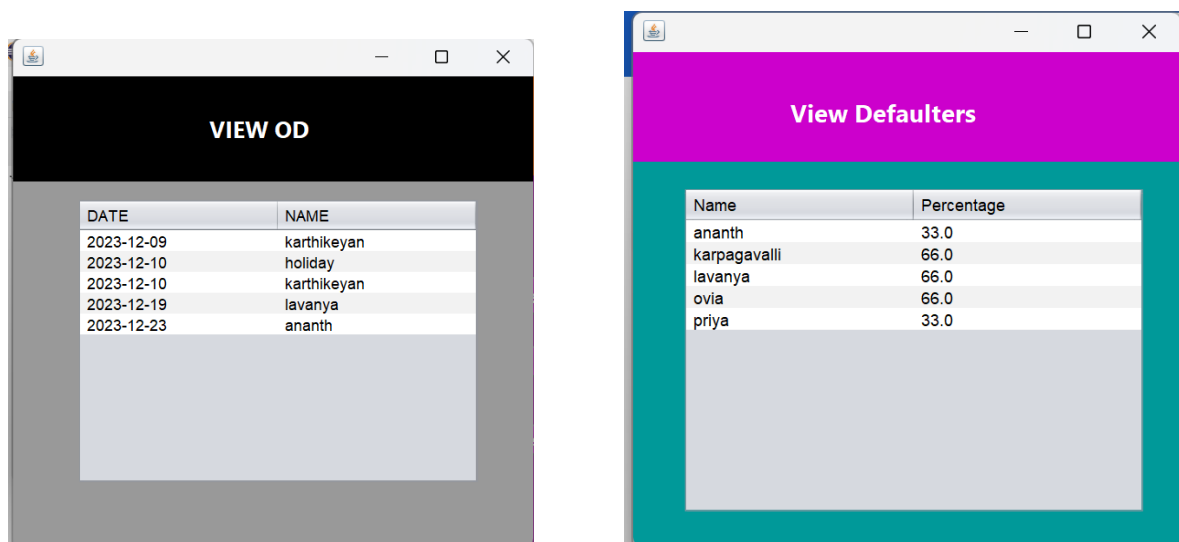 VIEW OD
DATE NAME
2023-12-09 karthikeyan
2023-12-10 holiday
2023-12-10 karthikeyan
2023-12-19 lavanya
2023-12-23 ananth
View Defaulters
Name Percentage
ananth 33.0
karpagavalli 66.0
lavanya 66.0
ovia 66.0
priya 33.0